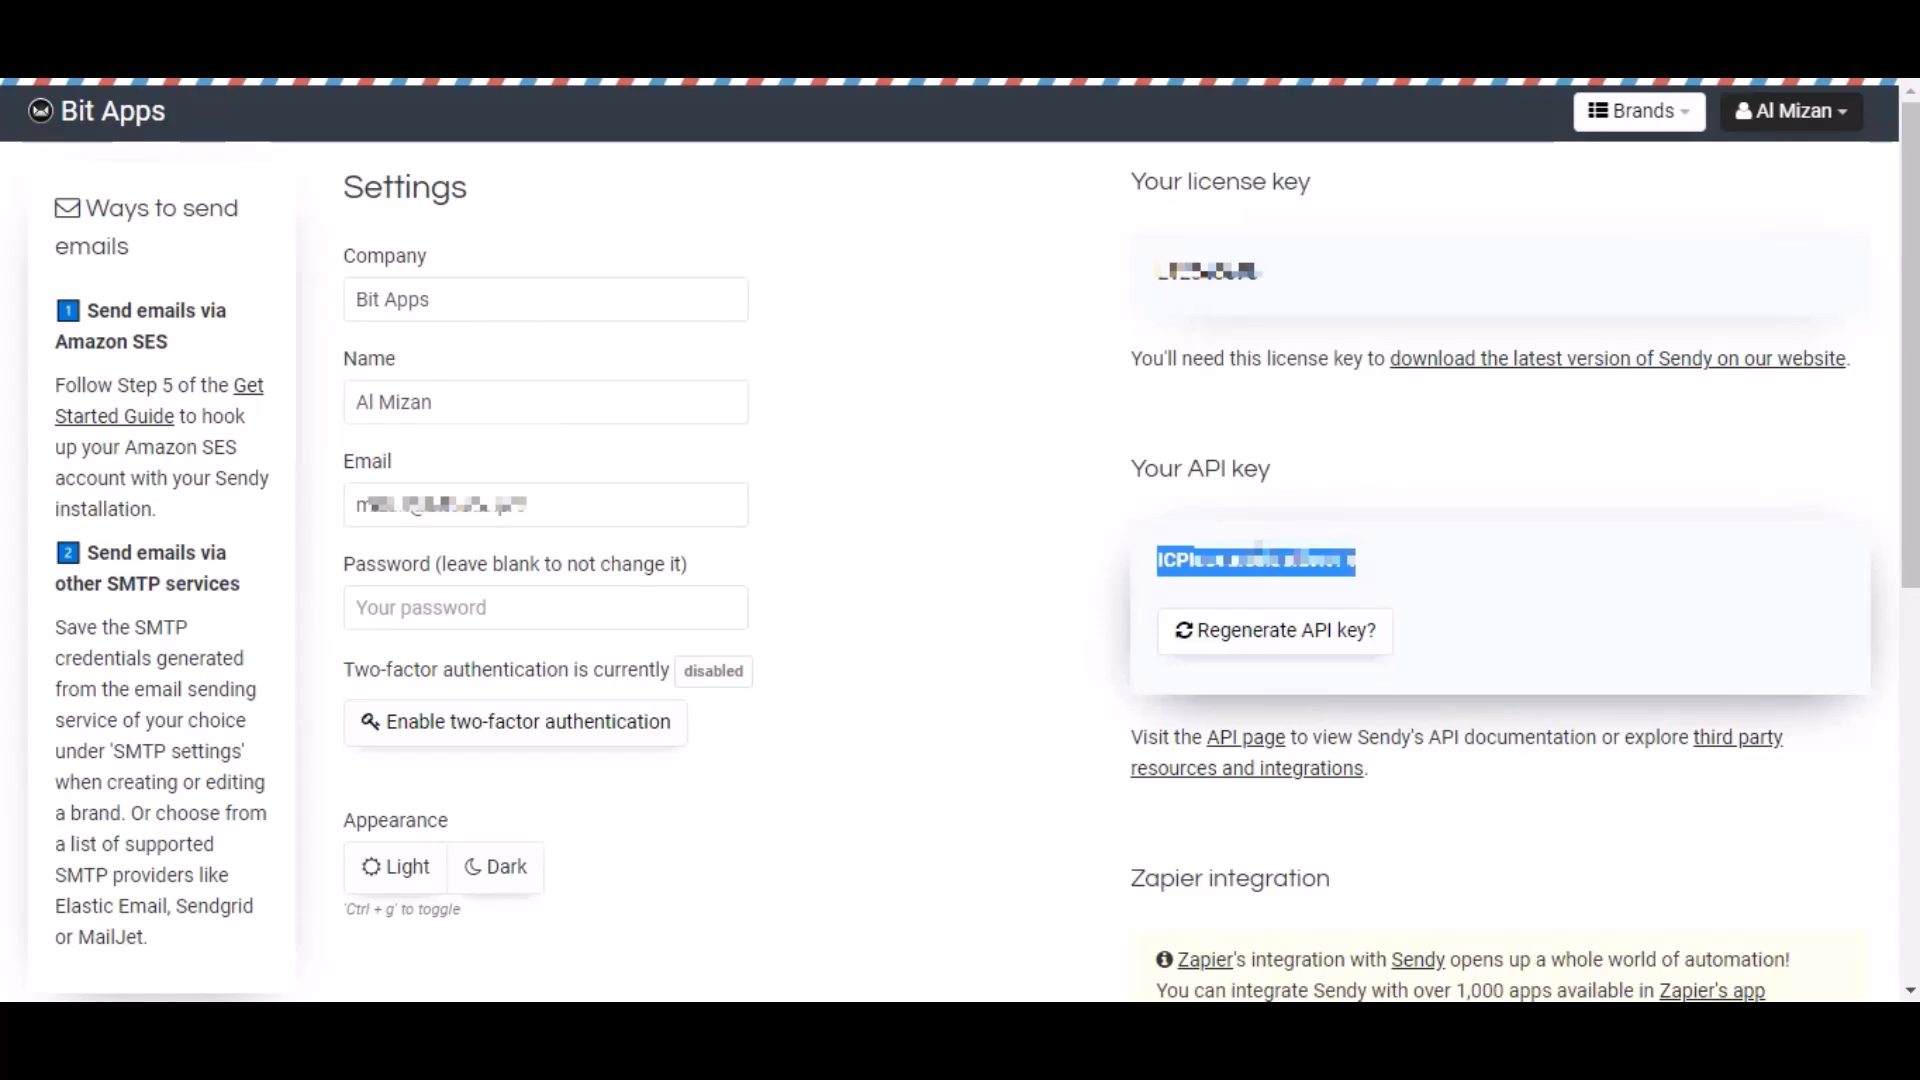 Bit Apps
Brands
Al Mizan
Ways to send
emails
1 Send emails via
Amazon SES
Follow Step 5 of the Get
Started Guide to hook
up your Amazon SES
account with your Sendy
installation.
2 Send emails via
other SMTP services
Save the SMTP
credentials generated
from the email sending
service of your choice
under 'SMTP settings'
when creating or editing
a brand. Or choose from
a list of supported
SMTP providers like
Elastic Email, Sendgrid
or MailJet.
Settings
Company
Bit Apps
Name
Al Mizan
Email
Password (leave blank to not change it)
Your password
Two-factor authentication is currently disabled
Enable two-factor authentication
Appearance
Light Dark
'Ctrl + g' to toggle
Your license key
You'll need this license key to download the latest version of Sendy on our website.
Your API key
Regenerate API key?
Visit the API page to view Sendy's API documentation or explore third party
resources and integrations.
Zapier integration
Zapier's integration with Sendy opens up a whole world of automation!
You can integrate Sendy with over 1,000 apps available in Zapier's app